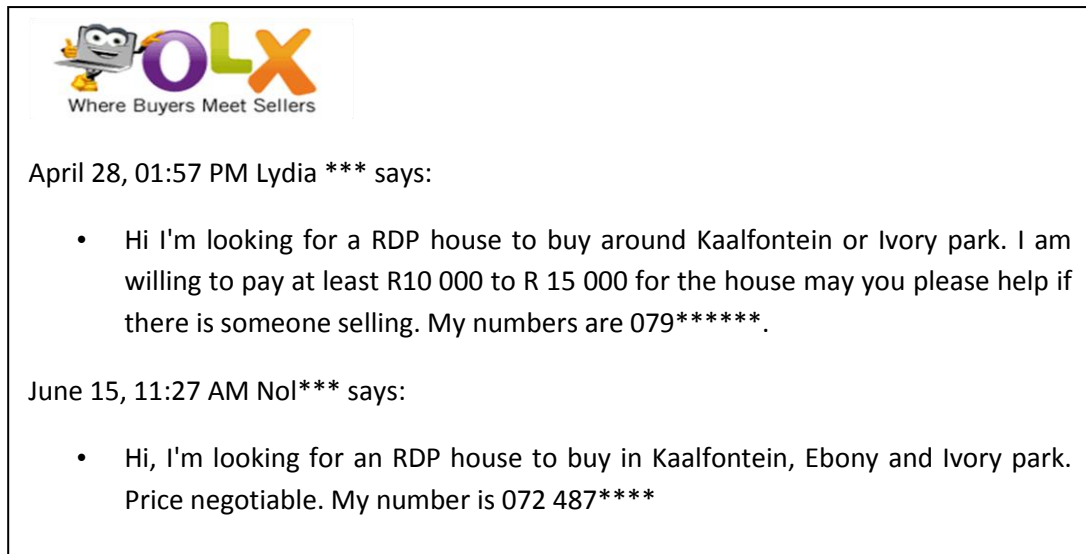 OLX
Where Buyers Meet Sellers
April 28, 01:57 PM Lydia *** says:
• Hi I'm looking for a RDP house to buy around Kaalfontein or Ivory park. I am
willing to pay at least R10 000 to R 15 000 for the house may you please help if
there is someone selling. My numbers are 079******.
June 15, 11:27 AM Nol*** says:
• Hi, I'm looking for an RDP house to buy in Kaalfontein, Ebony and Ivory park.
Price negotiable. My number is 072 487****